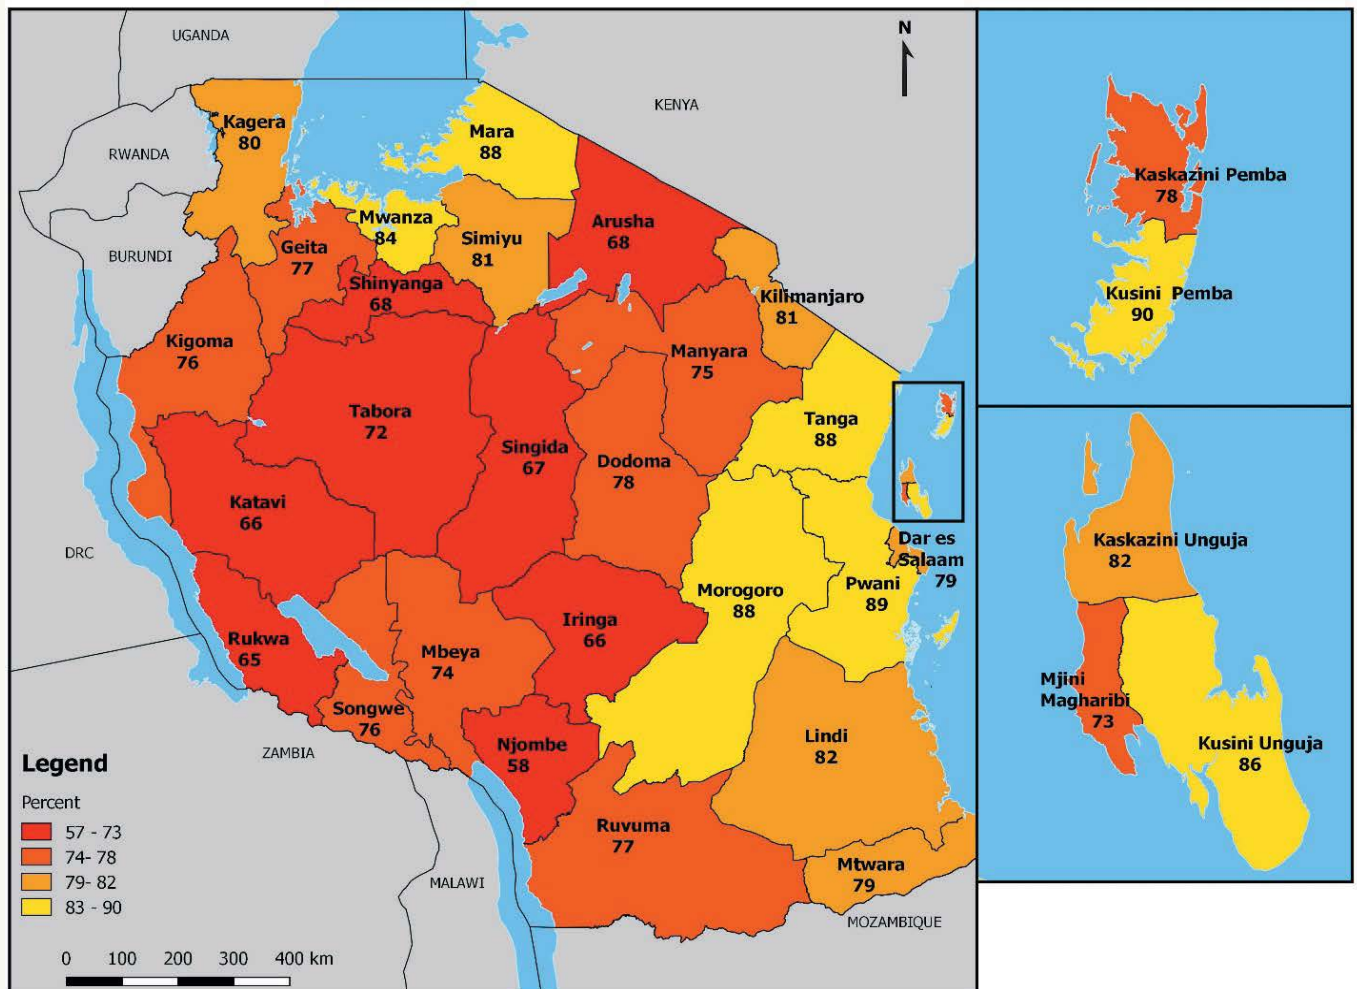 UGANDA
N
KENYA
Kagera
80
Mara
88
RWANDA
Mwanza
84
Simiyu
81
Arusha
68
Geita
77
BURUNDI
Shinyanga
68
Kilimanjaro
81
Kigoma
76
Manyara
75
Tabora
72
Singida
67
Tanga
88
Dodoma
78
Katavi
66
DRC
Dar es
Salaam
79
Morogoro
88
Pwani
89
Iringa
66
Rukwa
65
Mbeya
74
Songwe
76
ZAMBIA
Njombe
58
Lindi
82
Ruvuma
77
Mtwara
79
MALAWI
MOZAMBIQUE
Legend
Percent
57 - 73
74- 78
79- 82
83 - 90
0 100 200 300 400 km
Kaskazini Pemba
78
Kusini Pemba
90
Kaskazini Unguja
82
Mjini
Magharibi
73
Kusini Unguja
86